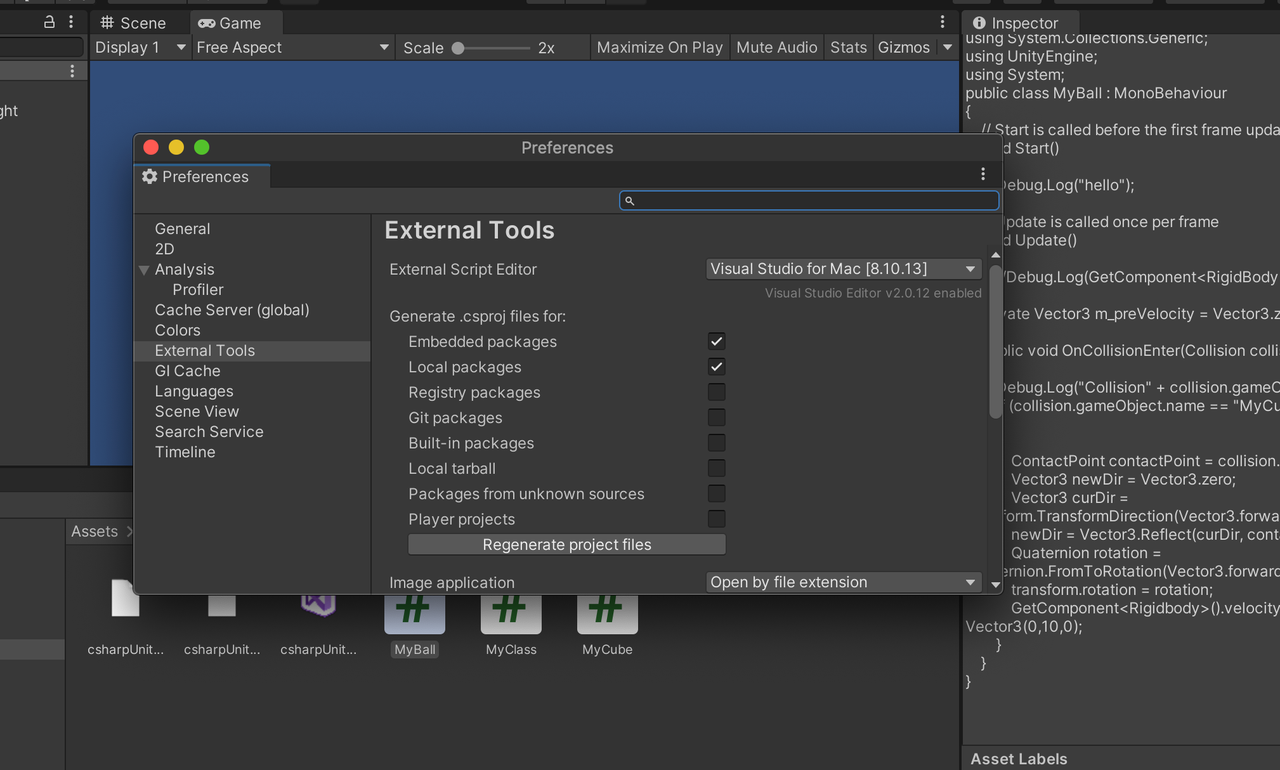 Scene
Game
Inspector
Display 1
Free Aspect
Scale
2x
Maximize On Play
Mute Audio
Stats
Gizmos
ght
Preferences
Preferences
General
2D
Analysis
Profiler
Cache Server (global)
Colors
External Tools
GI Cache
Languages
Scene View
Search Service
Timeline
External Tools
External Script Editor
Visual Studio for Mac [8.10.13]
Visual Studio Editor v2.0.12 enabled
Generate .csproj files for:
Embedded packages
Local packages
Registry packages
Git packages
Built-in packages
Local tarball
Packages from unknown sources
Player projects
Regenerate project files
Image application
Open by file extension
using System.Collections.Generic;
using UnityEngine;
using System;
public class MyBall : MonoBehaviour
{
// Start is called before the first frame upda
d Start()
Debug.Log("hello");
Update is called once per frame
d Update()
/Debug.Log(GetComponent<RigidBody
vate Vector3 m_preVelocity = Vector3.z
blic void OnCollisionEnter(Collision colli
Debug.Log("Collision" + collision.gameO
(collision.gameObject.name == "MyCu
ContactPoint contactPoint = collision.
Vector3 newDir = Vector3.zero;
Vector3 curDir =
form.TransformDirection(Vector3.forwa
newDir = Vector3.Reflect(curDir, conta
Quaternion rotation =
ernion.FromToRotation(Vector3.forward
transform.rotation = rotation;
GetComponent<Rigidbody>().velocity
Vector3(0,10,0);
}
}
}
Assets
csharpUnit...
csharpUnit...
csharpUnit...
MyBall
MyClass
MyCube
Asset Labels